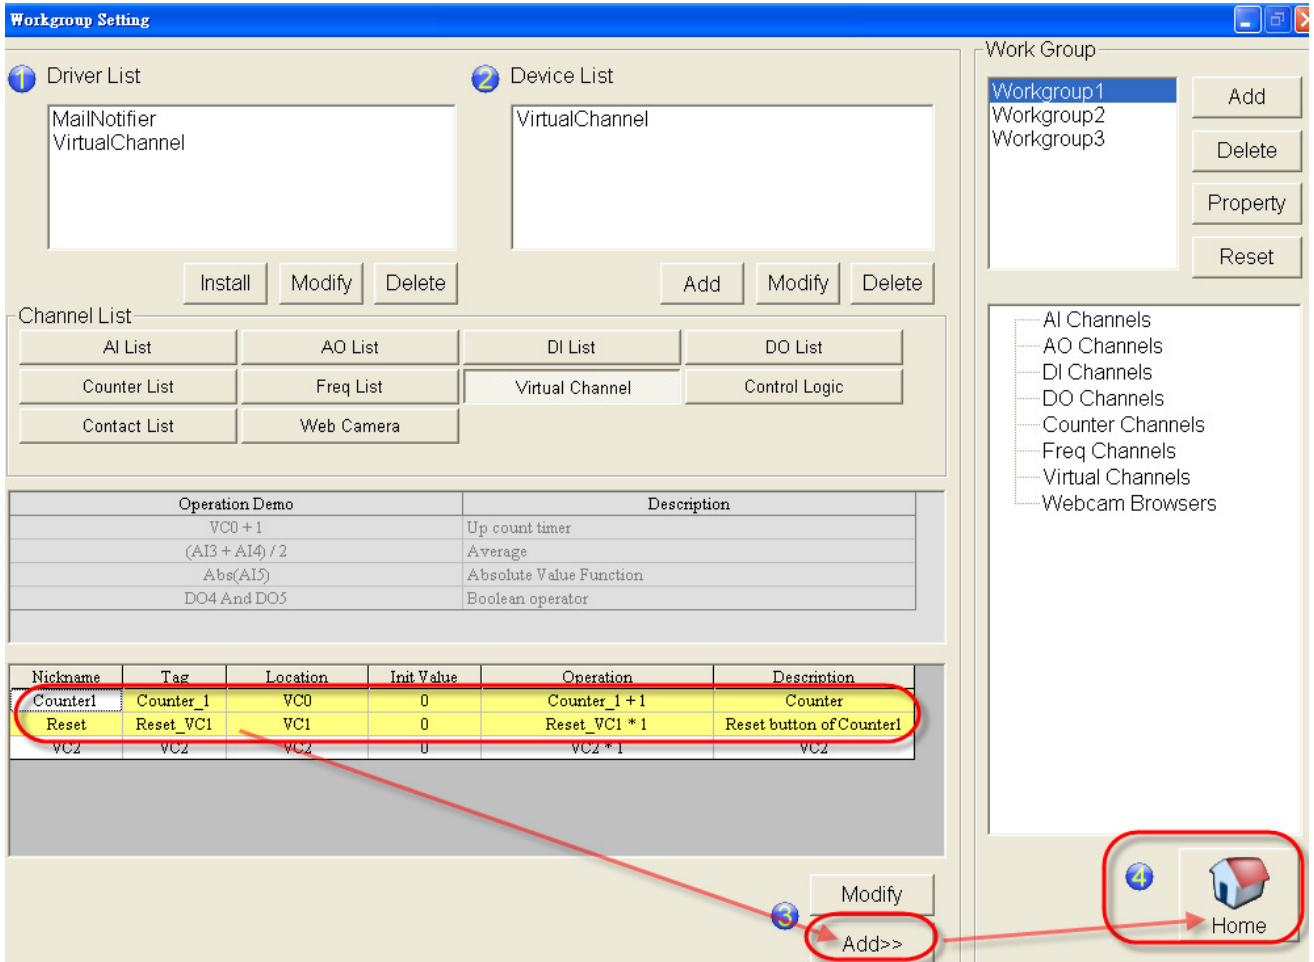 Workgroup Setting
1 Driver List
MailNotifier
VirtualChannel
Install Modify Delete
2 Device List
VirtualChannel
Add Modify Delete
Work Group
Workgroup1
Workgroup2
Workgroup3
Add
Delete
Property
Reset
Channel List
AI List AO List DI List DO List
Counter List Freq List Virtual Channel Control Logic
Contact List Web Camera
AI Channels
AO Channels
DI Channels
DO Channels
Counter Channels
Freq Channels
Virtual Channels
Webcam Browsers
Operation Demo Description
VC0 + 1 Up count timer
(AI3 + AI4) / 2 Average
Abs(AI5) Absolute Value Function
DO4 And DO5 Boolean operator
Nickname Tag Location Init Value Operation Description
Counter1 Counter_1 VC0 0 Counter_1 + 1 Counter
Reset Reset_VC1 VC1 0 Reset_VC1 * 1 Reset button of Counter1
VC2 VC2 VC2 0 VC2 * 1 VC2
Modify
3 Add>>
4 Home